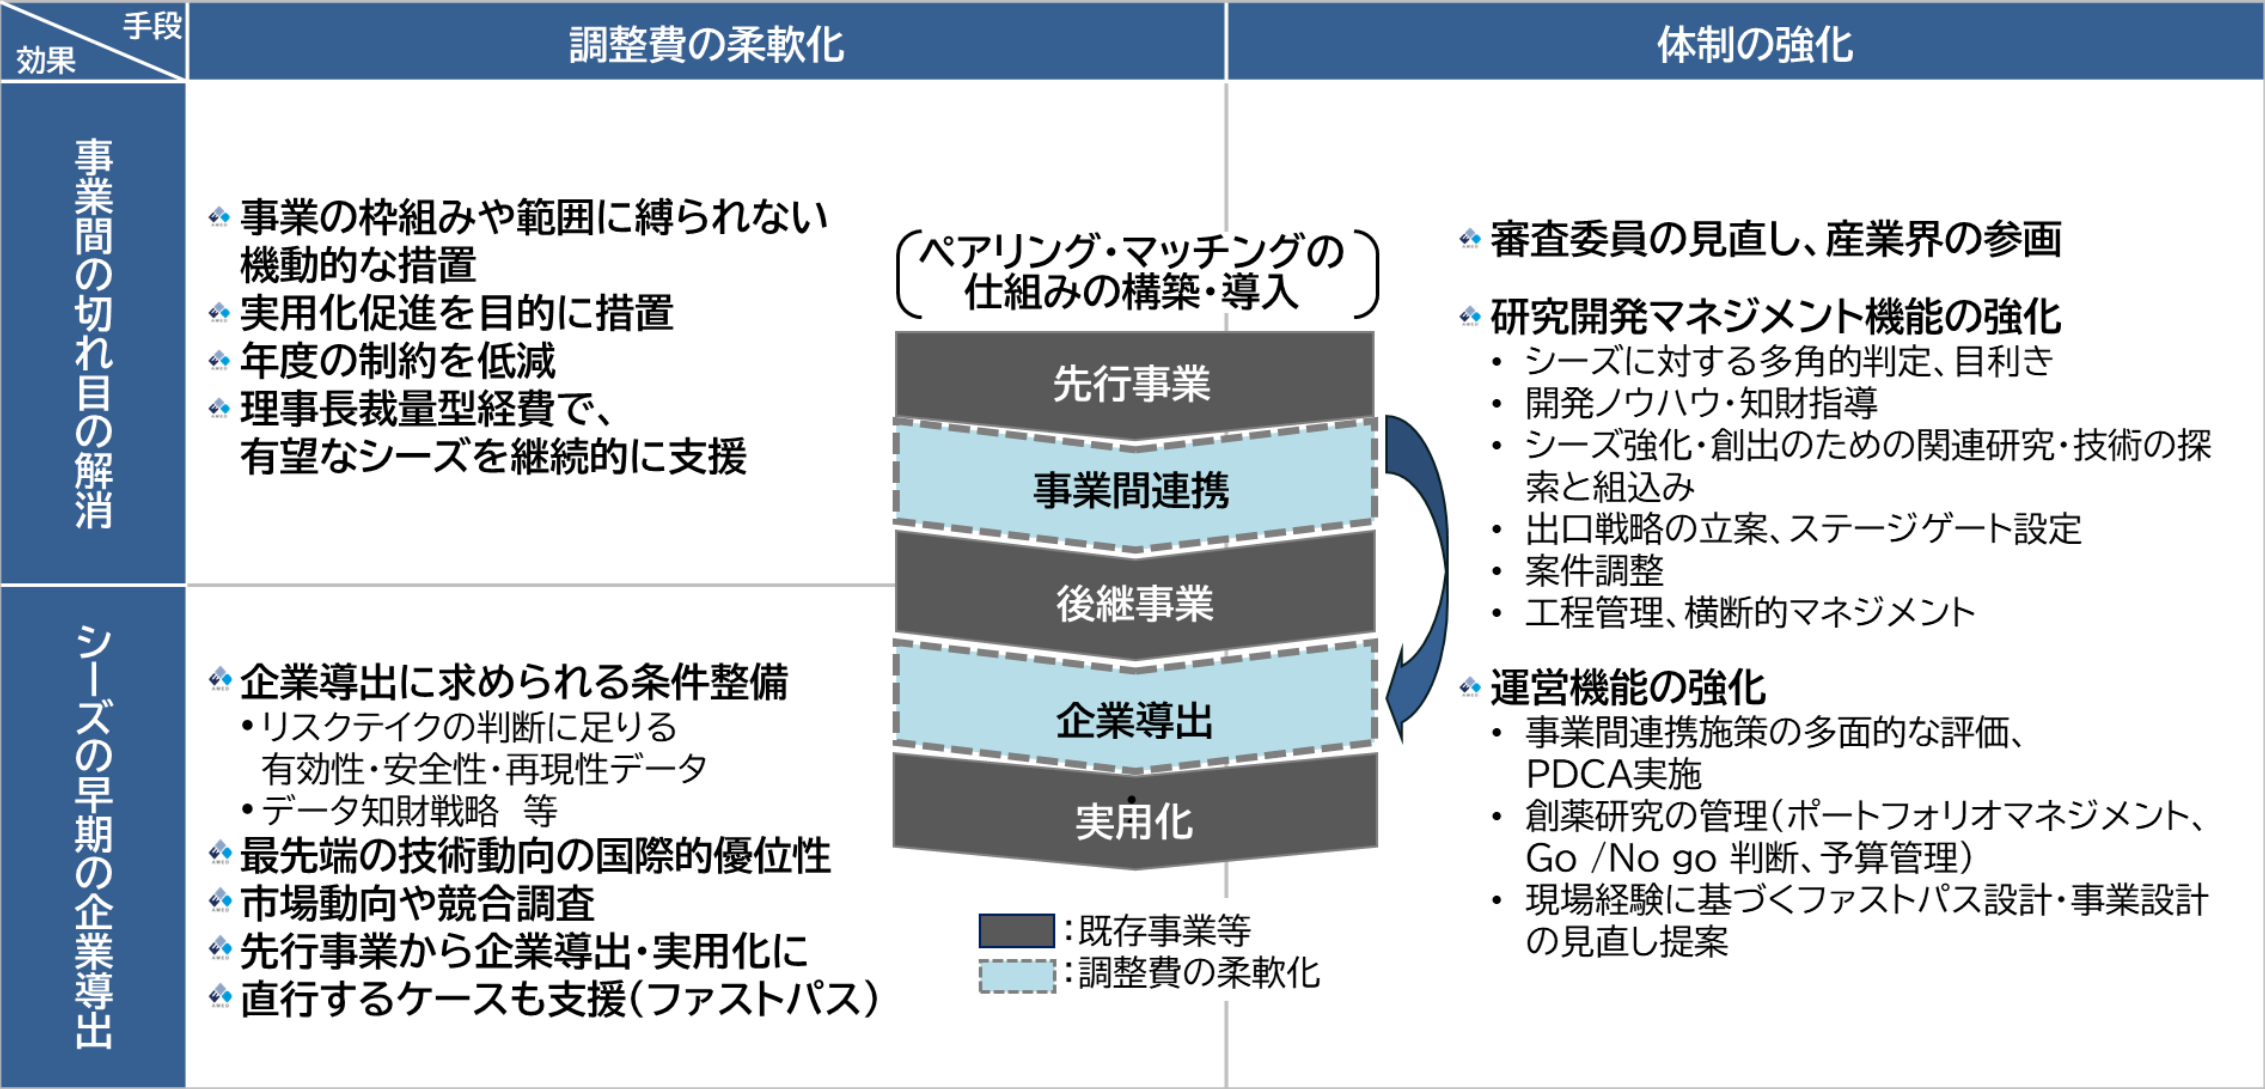 手段
効果
調整費の柔軟化
体制の強化
事業間の切れ目の解消
事業の枠組みや範囲に縛られない
機動的な措置
実用化促進を目的に措置
年度の制約を低減
理事長裁量型経費で、
有望なシーズを継続的に支援
シーズの早期の企業導出
企業導出に求められる条件整備
•リスクテイクの判断に足りる
有効性・安全性・再現性データ
•データ知財戦略　等
最先端の技術動向の国際的優位性
市場動向や競合調査
先行事業から企業導出・実用化に
直行するケースも支援（ファストパス）
ペアリング・マッチングの
仕組みの構築・導入
先行事業
事業間連携
後継事業
企業導出
実用化
：既存事業等
：調整費の柔軟化
審査委員の見直し、産業界の参画
研究開発マネジメント機能の強化
• シーズに対する多角的判定、目利き
• 開発ノウハウ・知財指導
• シーズ強化・創出のための関連研究・技術の探
索と組込み
• 出口戦略の立案、ステージゲート設定
• 案件調整
• 工程管理、横断的マネジメント
運営機能の強化
• 事業間連携施策の多面的な評価、
PDCA実施
• 創薬研究の管理（ポートフォリオマネジメント、
Go /No go 判断、予算管理）
• 現場経験に基づくファストパス設計・事業設計
の見直し提案